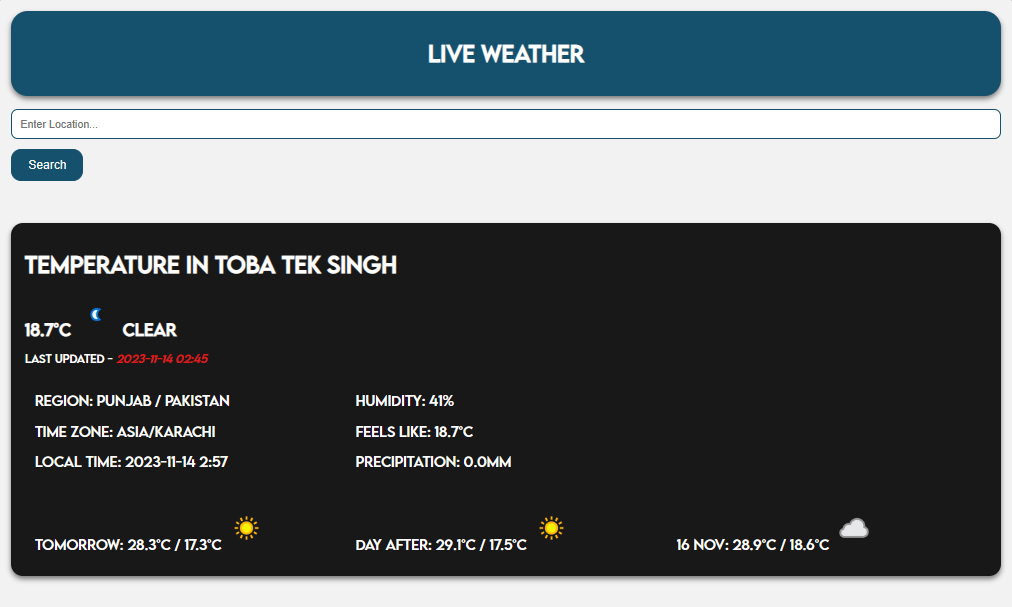 LIVE WEATHER
Enter Location...
Search
TEMPERATURE IN TOBA TEK SINGH
18.7°C CLEAR
LAST UPDATED - 2023-11-14 02:45
REGION: PUNJAB / PAKISTAN HUMIDITY: 41%
TIME ZONE: ASIA/KARACHI FEELS LIKE: 18.7°C
LOCAL TIME: 2023-11-14 2:57 PRECIPITATION: 0.0MM
TOMORROW: 28.3°C / 17.3°C DAY AFTER: 29.1°C / 17.5°C 16 NOV: 28.9°C / 18.6°C